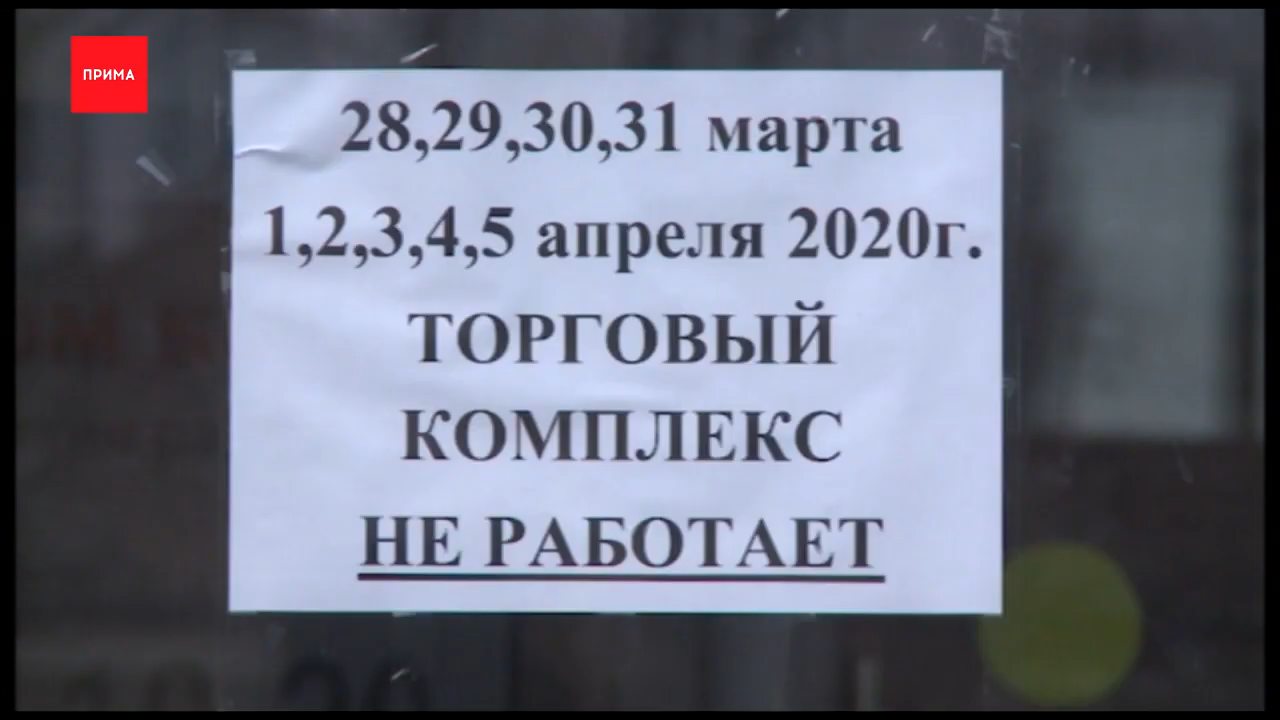 ПРИМА
28,29,30,31 марта
1,2,3,4,5 апреля 2020г.
ТОРГОВЫЙ
КОМПЛЕКС
НЕ РАБОТАЕТ